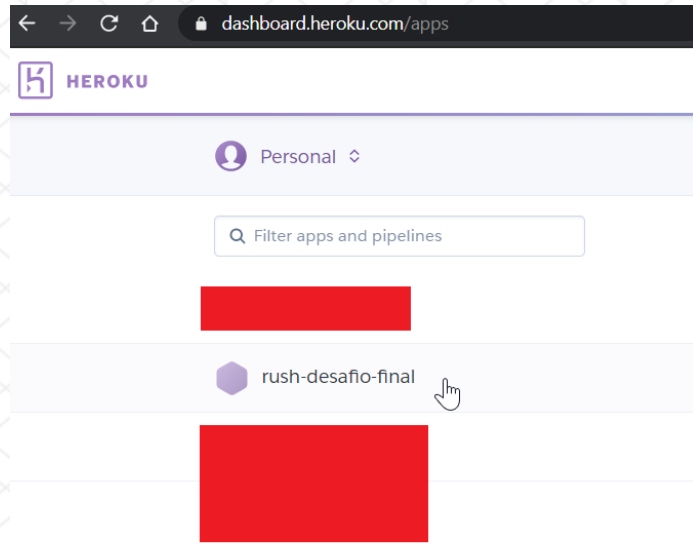 dashboard.heroku.com/apps
HEROKU
Personal
Filter apps and pipelines
rush-desafio-final